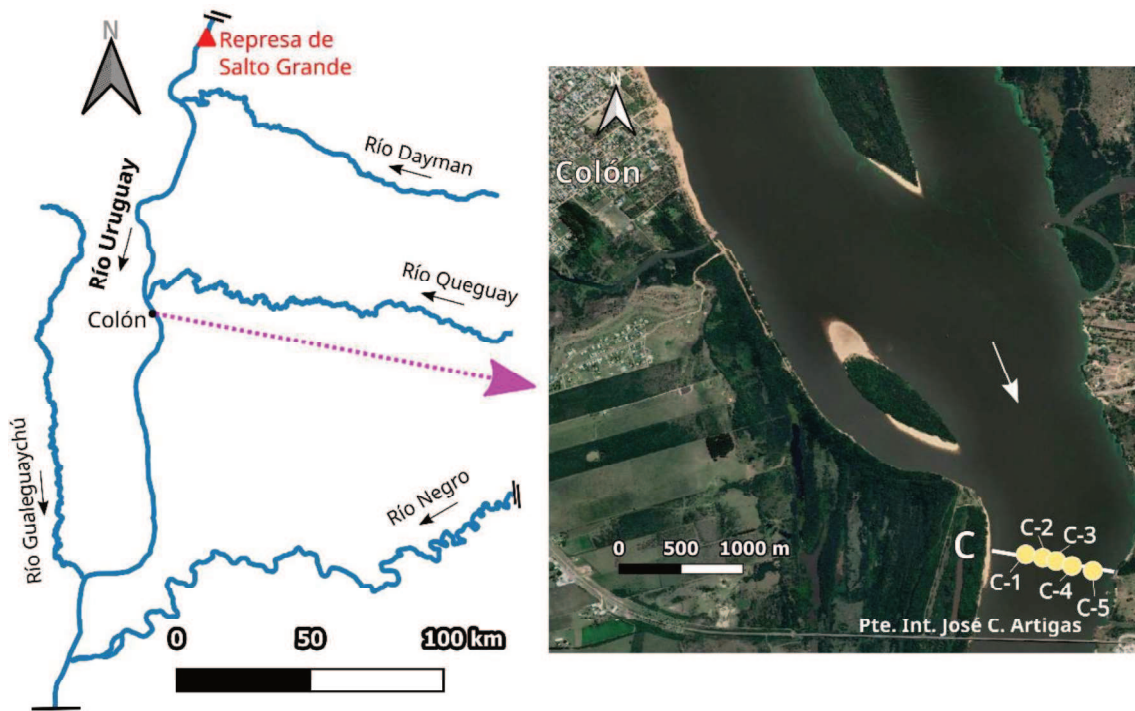 N
Represa de
Salto Grande
Río Dayman
Río Uruguay
Río Queguay
Colón
Río Gualeguaychú
Río Negro
0 50 100 km
N
Colón
0 500 1000 m
C
C-1
C-2
C-3
C-4
C-5
Pte. Int. José C. Artigas